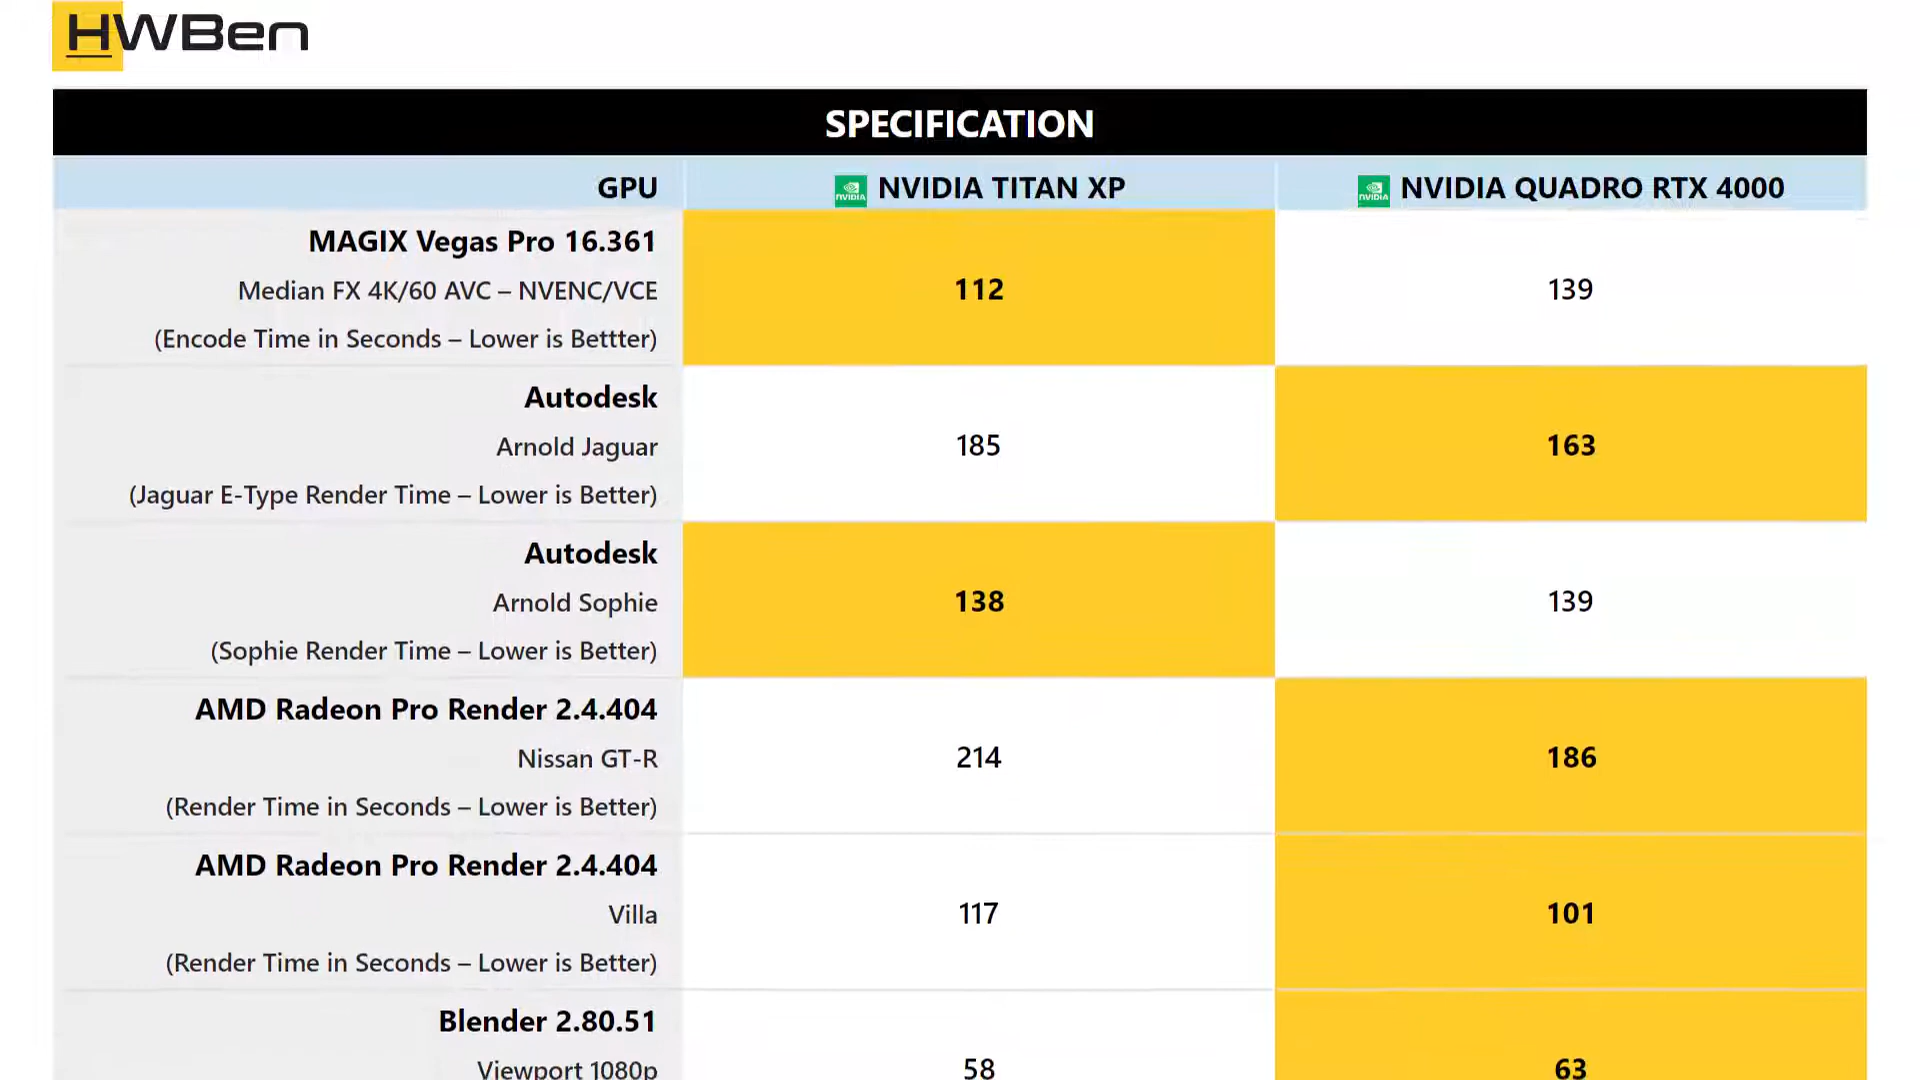 HWBen
SPECIFICATION
GPU NVIDIA NVIDIA TITAN XP NVIDIA NVIDIA QUADRO RTX 4000
MAGIX Vegas Pro 16.361
Median FX 4K/60 AVC – NVENC/VCE 112 139
(Encode Time in Seconds – Lower is Bettter)
Autodesk
Arnold Jaguar 185 163
(Jaguar E-Type Render Time – Lower is Better)
Autodesk
Arnold Sophie 138 139
(Sophie Render Time – Lower is Better)
AMD Radeon Pro Render 2.4.404
Nissan GT-R 214 186
(Render Time in Seconds – Lower is Better)
AMD Radeon Pro Render 2.4.404
Villa 117 101
(Render Time in Seconds – Lower is Better)
Blender 2.80.51
Viewport 1080p 58 63